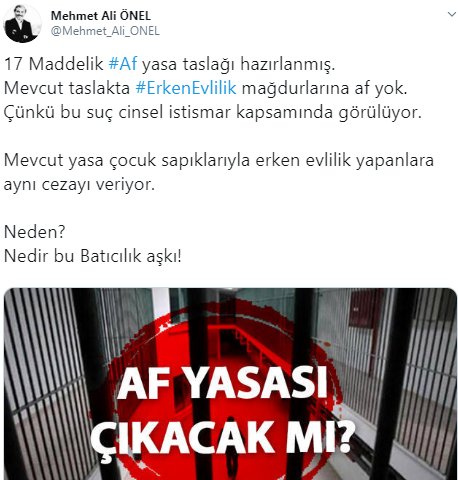 Mehmet Ali ÖNEL
@Mehmet_Ali_ONEL
17 Maddelik #Af yasa taslağı hazırlanmış.
Mevcut taslakta #ErkenEvlilik mağdurlarına af yok.
Çünkü bu suç cinsel istismar kapsamında görülüyor.
Mevcut yasa çocuk sapıklarıyla erken evlilik yapanlara
aynı cezayı veriyor.
Neden?
Nedir bu Batıcılık aşkı!
AF YASASI
ÇIKACAK MI?